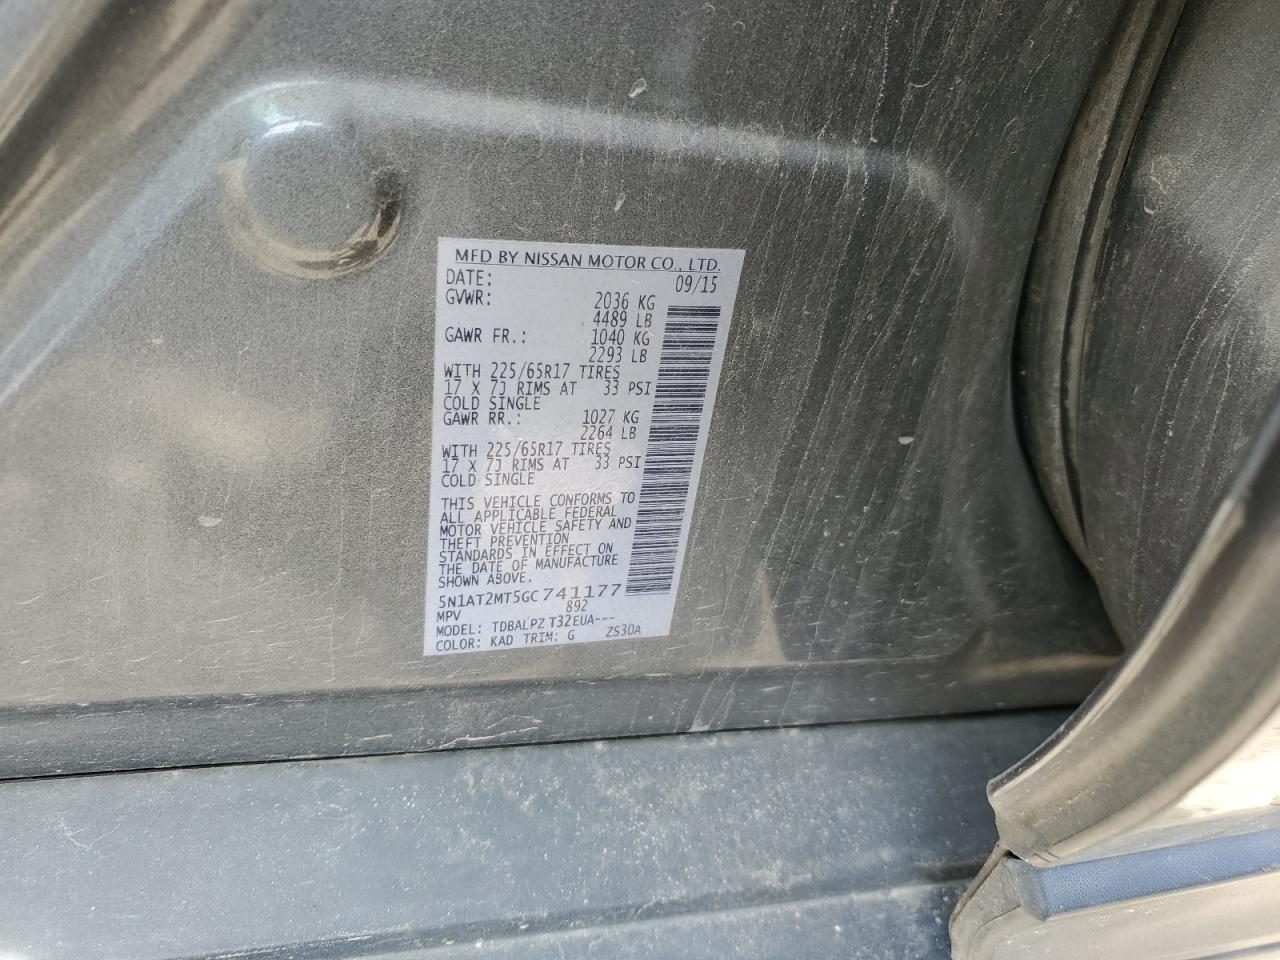 MFD BY NISSAN MOTOR CO., LTD.
DATE: 09/15
GVWR: 2036 KG
4489 LB
GAWR FR.: 1040 KG
2293 LB
WITH 225/65R17 TIRES
17 X 7J RIMS AT 33 PSI
COLD SINGLE
GAWR RR.: 1027 KG
2264 LB
WITH 225/65R17 TIRES
17 X 7J RIMS AT 33 PSI
COLD SINGLE
THIS VEHICLE CONFORMS TO
ALL APPLICABLE FEDERAL
MOTOR VEHICLE SAFETY AND
THEFT PREVENTION
STANDARDS IN EFFECT ON
THE DATE OF MANUFACTURE
SHOWN ABOVE.
5N1AT2MT5GC741177
MPV 892
MODEL: TDBALPZ T32EUA---
COLOR: KAD TRIM: G ZS30A